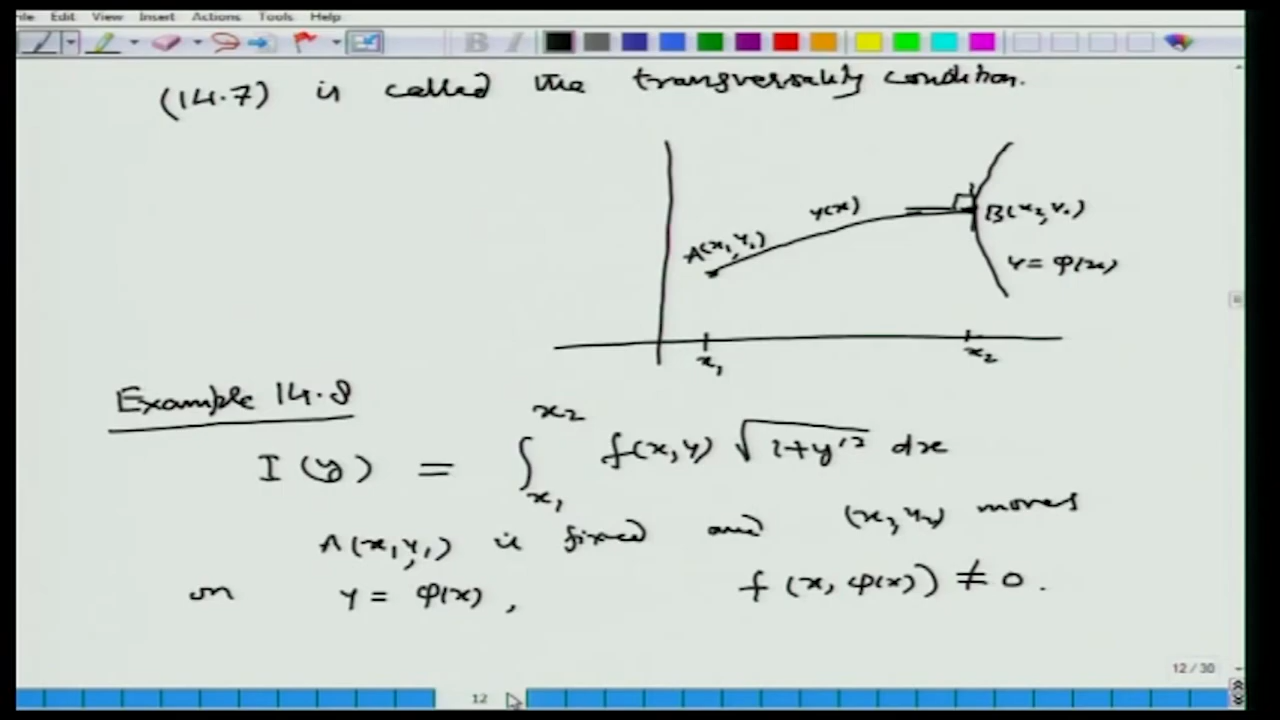 File Edit View Insert Actions Tools Help
(14.7) is called the transversality condition.
y(x)
A(x₁, y₁)
B(x₂, y₂)
y = φ(x)
x₁ x₂
Example 14.8
I(y) = ∫_{x₁}^{x₂} f(x, y) √(1+y'²) dx
A(x₁, y₁) is fixed and (x₂, y₂) moves
on y = φ(x), f(x, φ(x)) ≠ 0.
12 / 30
12